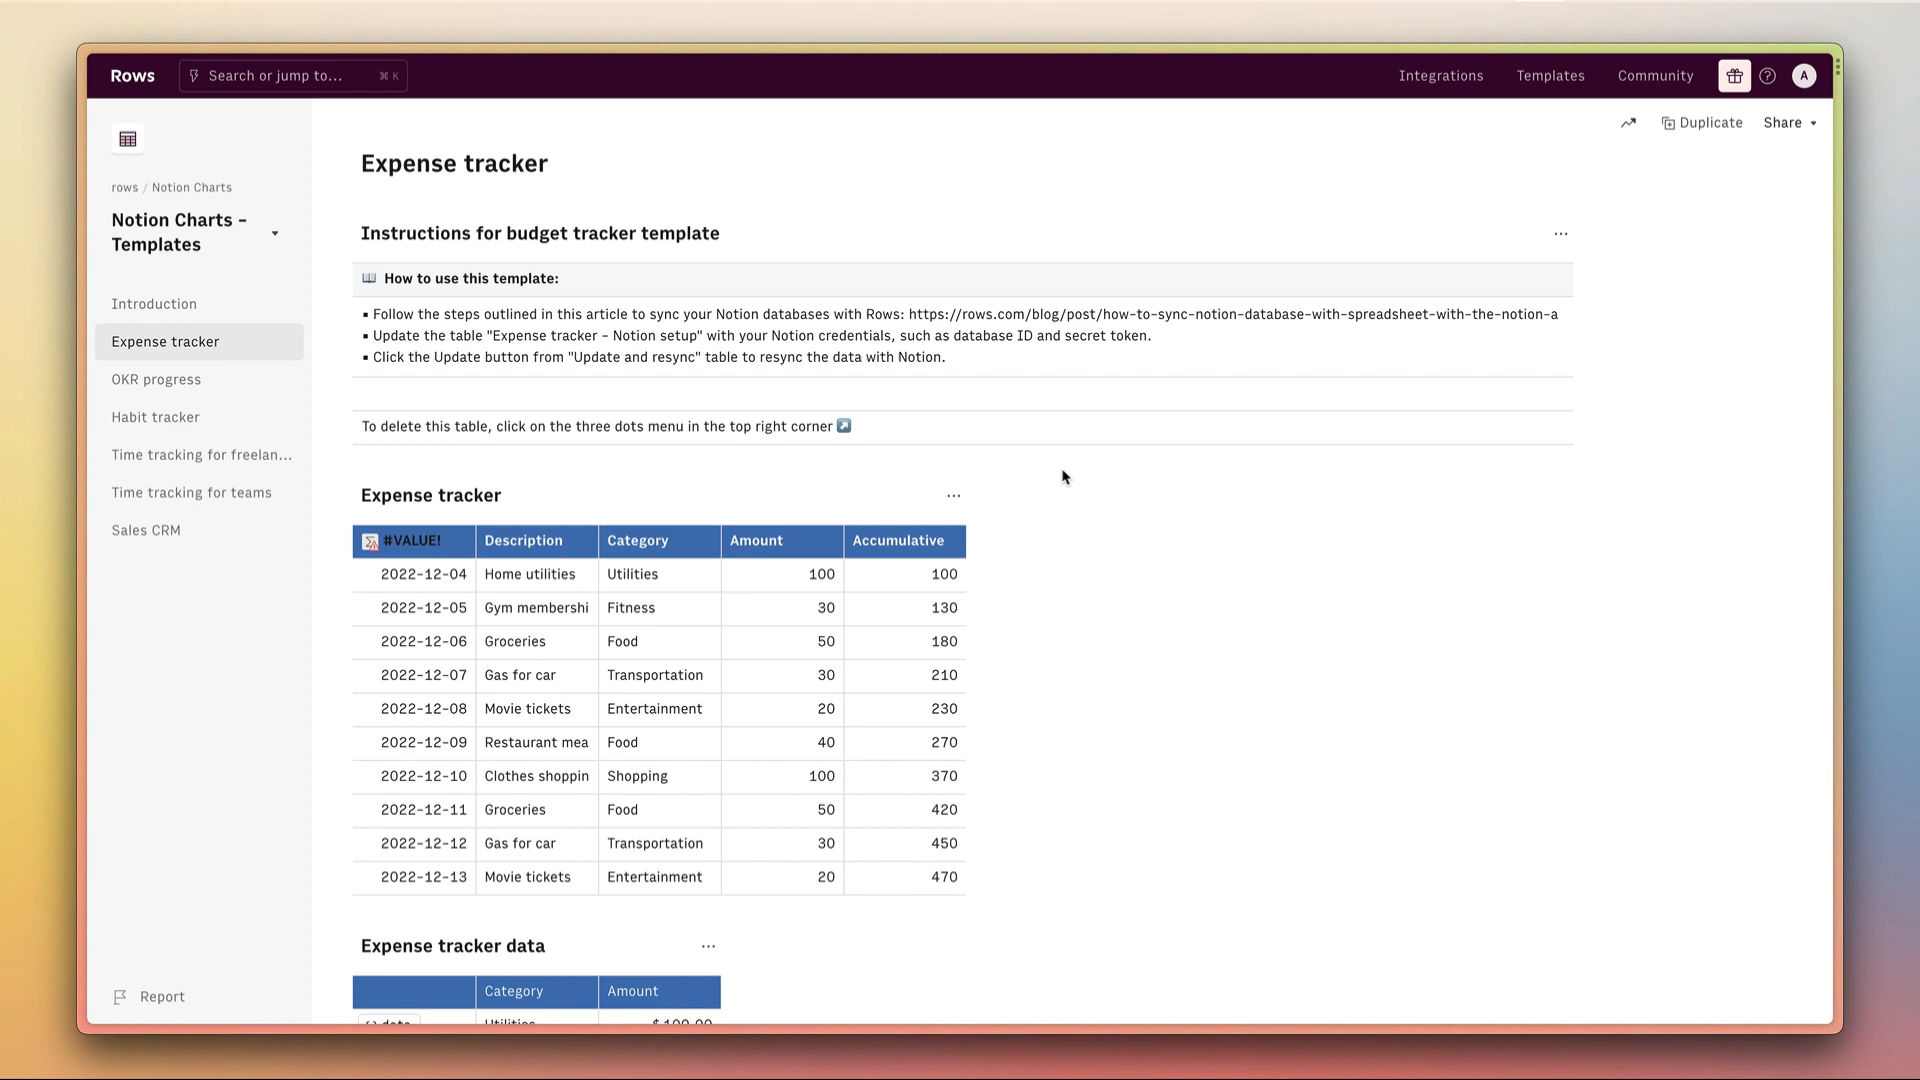 Rows
Search or jump to...
⌘ K
Integrations
Templates
Community
A
Duplicate
Share
rows / Notion Charts
Notion Charts -
Templates
Introduction
Expense tracker
OKR progress
Habit tracker
Time tracking for freelan...
Time tracking for teams
Sales CRM
Report
Expense tracker
Instructions for budget tracker template
How to use this template:
▪ Follow the steps outlined in this article to sync your Notion databases with Rows: https://rows.com/blog/post/how-to-sync-notion-database-with-spreadsheet-with-the-notion-a
▪ Update the table "Expense tracker - Notion setup" with your Notion credentials, such as database ID and secret token.
▪ Click the Update button from "Update and resync" table to resync the data with Notion.
To delete this table, click on the three dots menu in the top right corner
Expense tracker
#VALUE! Description Category Amount Accumulative
2022-12-04 Home utilities Utilities 100 100
2022-12-05 Gym membershi Fitness 30 130
2022-12-06 Groceries Food 50 180
2022-12-07 Gas for car Transportation 30 210
2022-12-08 Movie tickets Entertainment 20 230
2022-12-09 Restaurant mea Food 40 270
2022-12-10 Clothes shoppin Shopping 100 370
2022-12-11 Groceries Food 50 420
2022-12-12 Gas for car Transportation 30 450
2022-12-13 Movie tickets Entertainment 20 470
Expense tracker data
Category Amount
data Utilities $ 100.00